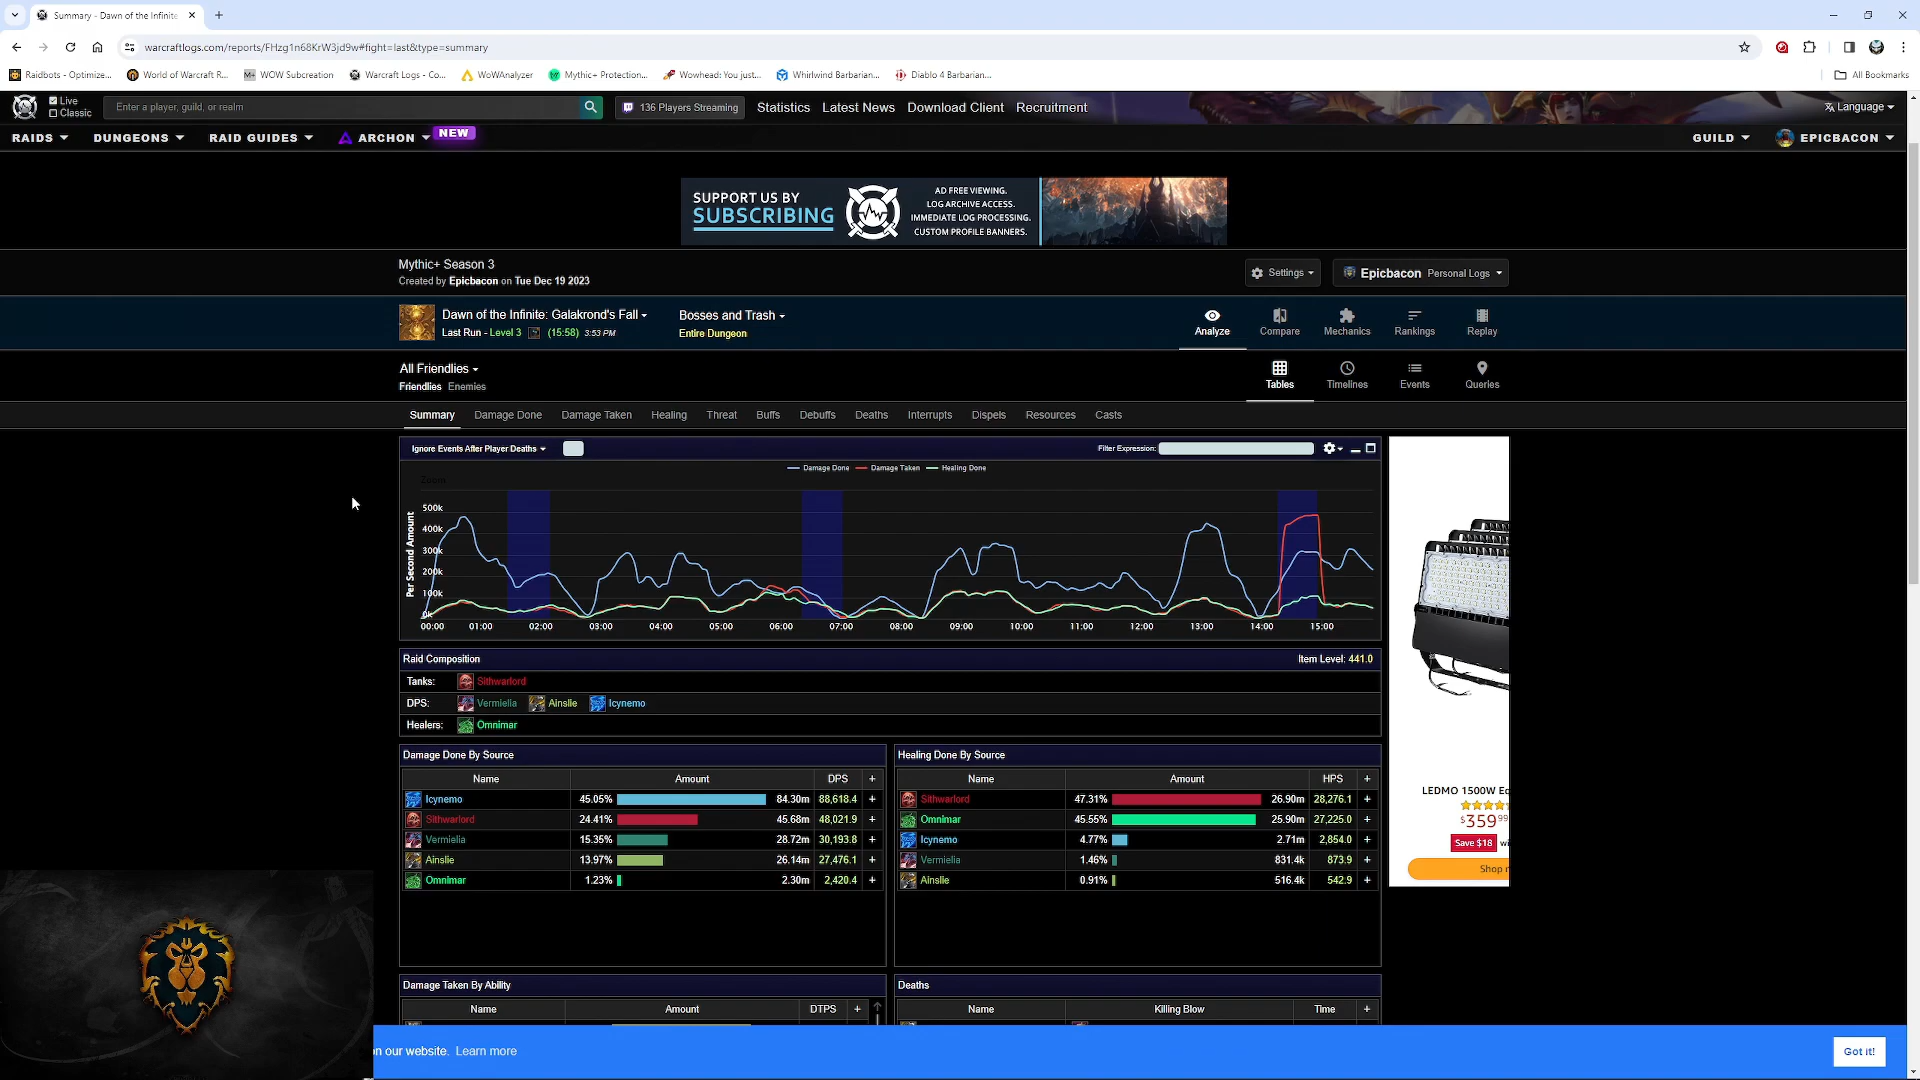 Summary - Dawn of the Infinite
warcraftlogs.com/reports/FHzg1n68KrW3jd9w#fight=last&type=summary
Raidbots - Optimize... World of Warcraft R... M+ WOW Subcreation Warcraft Logs - Co... WoWAnalyzer Mythic+ Protection... Wowhead: You just... Whirlwind Barbarian... Diablo 4 Barbarian... All Bookmarks
Live
Classic
Enter a player, guild, or realm
136 Players Streaming Statistics Latest News Download Client Recruitment Language
RAIDS DUNGEONS RAID GUIDES ARCHON NEW GUILD EPICBACON
SUPPORT US BY
SUBSCRIBING
AD FREE VIEWING.
LOG ARCHIVE ACCESS.
IMMEDIATE LOG PROCESSING.
CUSTOM PROFILE BANNERS.
Mythic+ Season 3
Created by Epicbacon on Tue Dec 19 2023
Settings Epicbacon Personal Logs
Dawn of the Infinite: Galakrond's Fall
Last Run - Level 3 (15:58) 3:53 PM
Bosses and Trash
Entire Dungeon
Analyze Compare Mechanics Rankings Replay
All Friendlies
Friendlies Enemies
Tables Timelines Events Queries
Summary Damage Done Damage Taken Healing Threat Buffs Debuffs Deaths Interrupts Dispels Resources Casts
Ignore Events After Player Deaths Filter Expression:
Damage Done Damage Taken Healing Done
Zoom
Per Second Amount
500k
400k
300k
200k
100k
0k
00:00 01:00 02:00 03:00 04:00 05:00 06:00 07:00 08:00 09:00 10:00 11:00 12:00 13:00 14:00 15:00
Raid Composition Item Level: 441.0
Tanks: Sithwarlord
DPS: Vermielia Ainslie Icynemo
Healers: Omnimar
Damage Done By Source
Name Amount DPS +
Icynemo 45.05% 84.30m 88,618.4 +
Sithwarlord 24.41% 45.68m 48,021.9 +
Vermielia 15.35% 28.72m 30,193.8 +
Ainslie 13.97% 26.14m 27,476.1 +
Omnimar 1.23% 2.30m 2,420.4 +
Healing Done By Source
Name Amount HPS +
Sithwarlord 47.31% 26.90m 28,276.1 +
Omnimar 45.55% 25.90m 27,225.0 +
Icynemo 4.77% 2.71m 2,854.0 +
Vermielia 1.46% 831.4k 873.9 +
Ainslie 0.91% 516.4k 542.9 +
LEDMO 1500W Eq
$359
Save $18 wi
Shop
Damage Taken By Ability
Name Amount DTPS +
Deaths
Name Killing Blow Time +
on our website. Learn more
Got it!